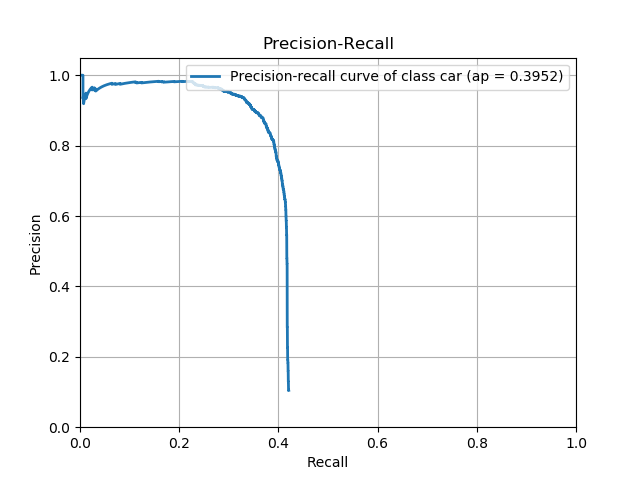 Precision-Recall
Precision-recall curve of class car (ap = 0.3952)
1.0
0.8
0.6
0.4
0.2
0.0
Precision
0.0 0.2 0.4 0.6 0.8 1.0
Recall